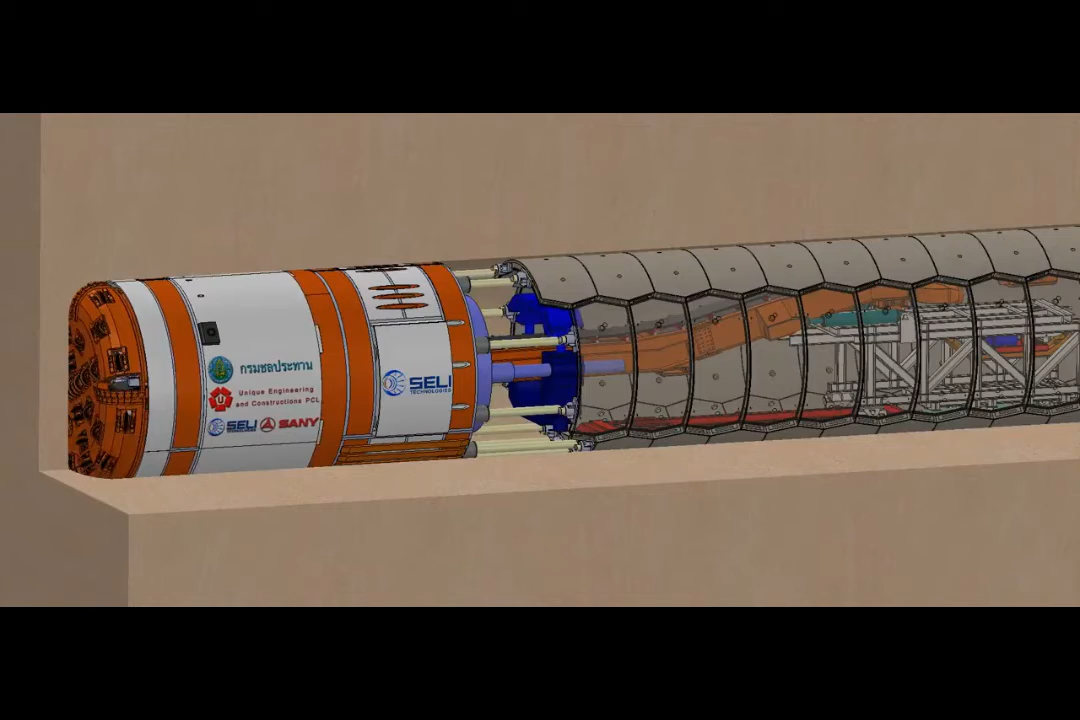 กรมชลประทาน
Unique Engineering
and Constructions PCL
SELI
SANY
SELI
TECHNOLOGIES